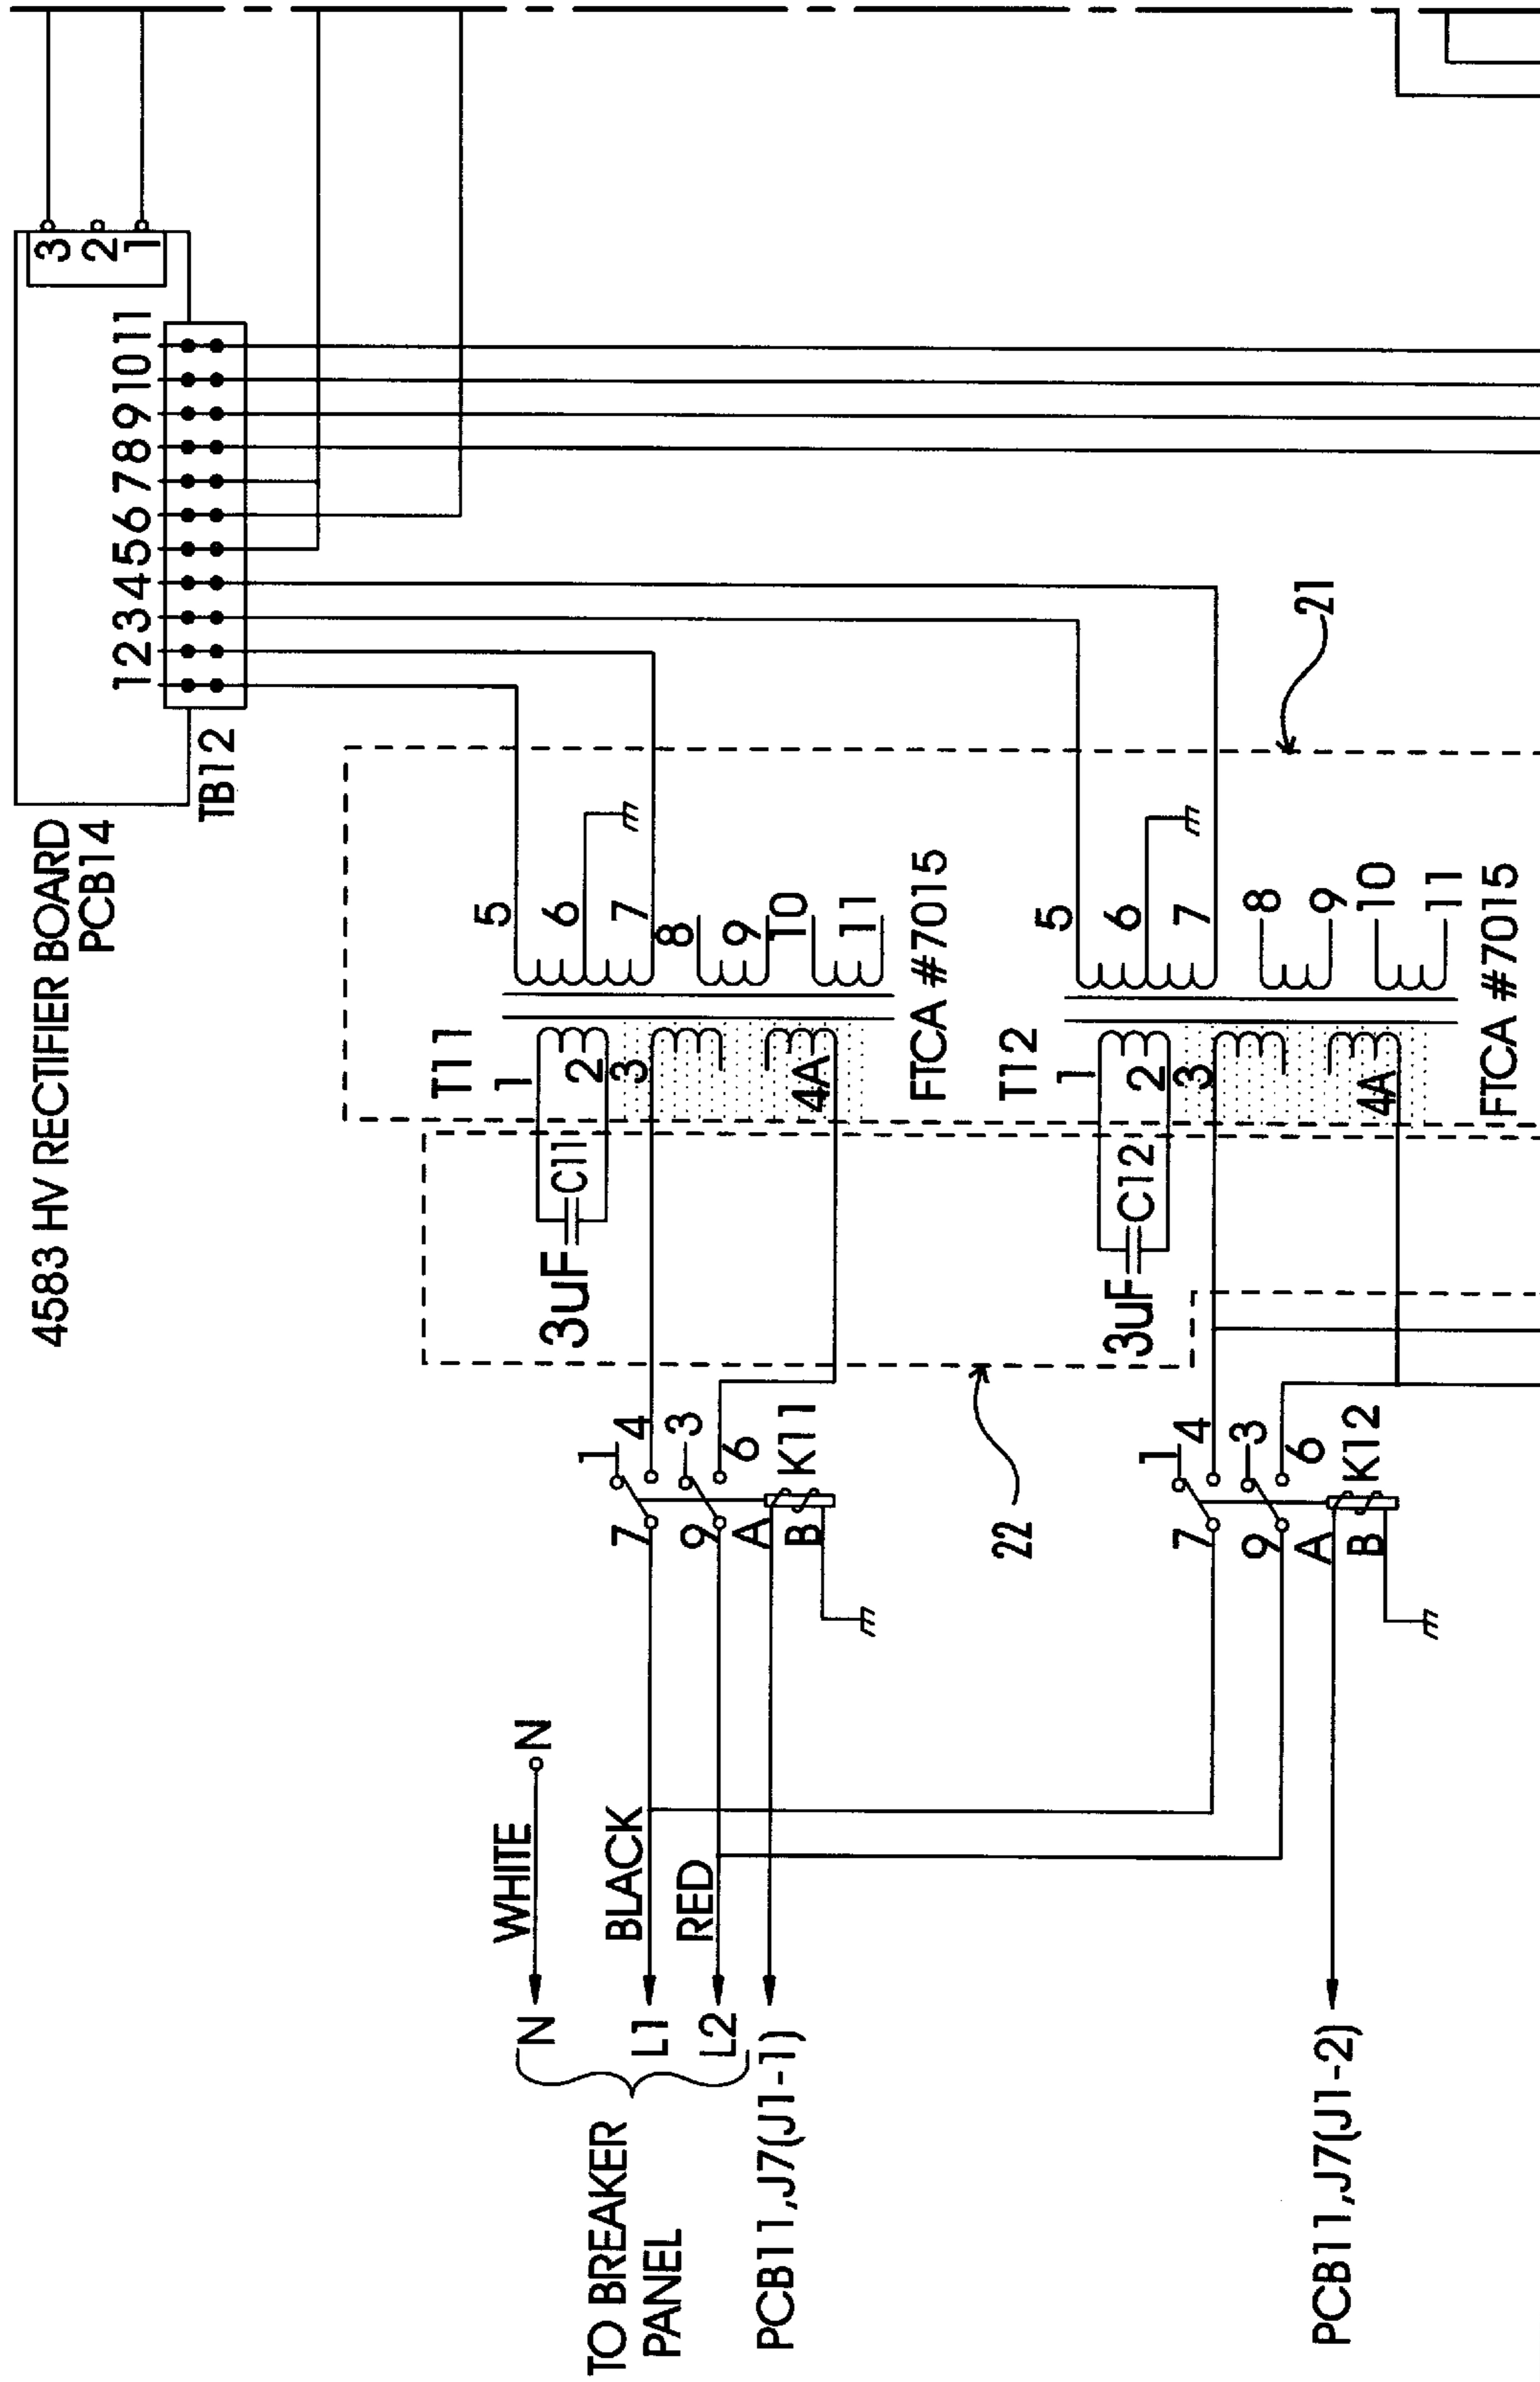 4583 HV RECTIFIER BOARD
PCB14
3
2
1
1 2 3 4 5 6 7 8 9 10 11
TB12
21
T11
1
2
3
4A
5
6
7
8
9
10
11
FTCA #7015
3uF
C11
T12
1
2
3
4A
5
6
7
8
9
10
11
FTCA #7015
3uF
C12
22
1
4
3
6
7
9
A
B
K11
1
4
3
6
7
9
A
B
K12
N
WHITE
N
BLACK
L1
RED
L2
TO BREAKER
PANEL
PCB11,J7(J1-1)
PCB11,J7(J1-2)